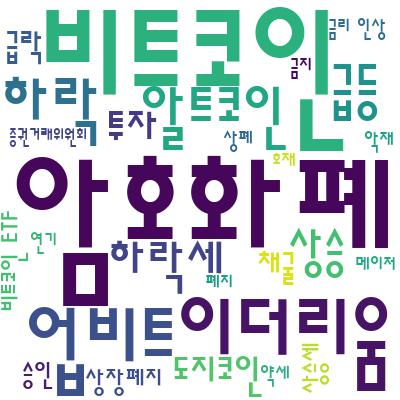 비트코인
급락
금리 인상
금지
하락
알트코인
급등
증권거래위원회
투자
상폐
악재
호재
암호화폐
비트코인 ETF
연기
하락세
폐지
채굴
상승
메이저
업비트
이더리움
승인
상장폐지
도지코인
약세
상승세